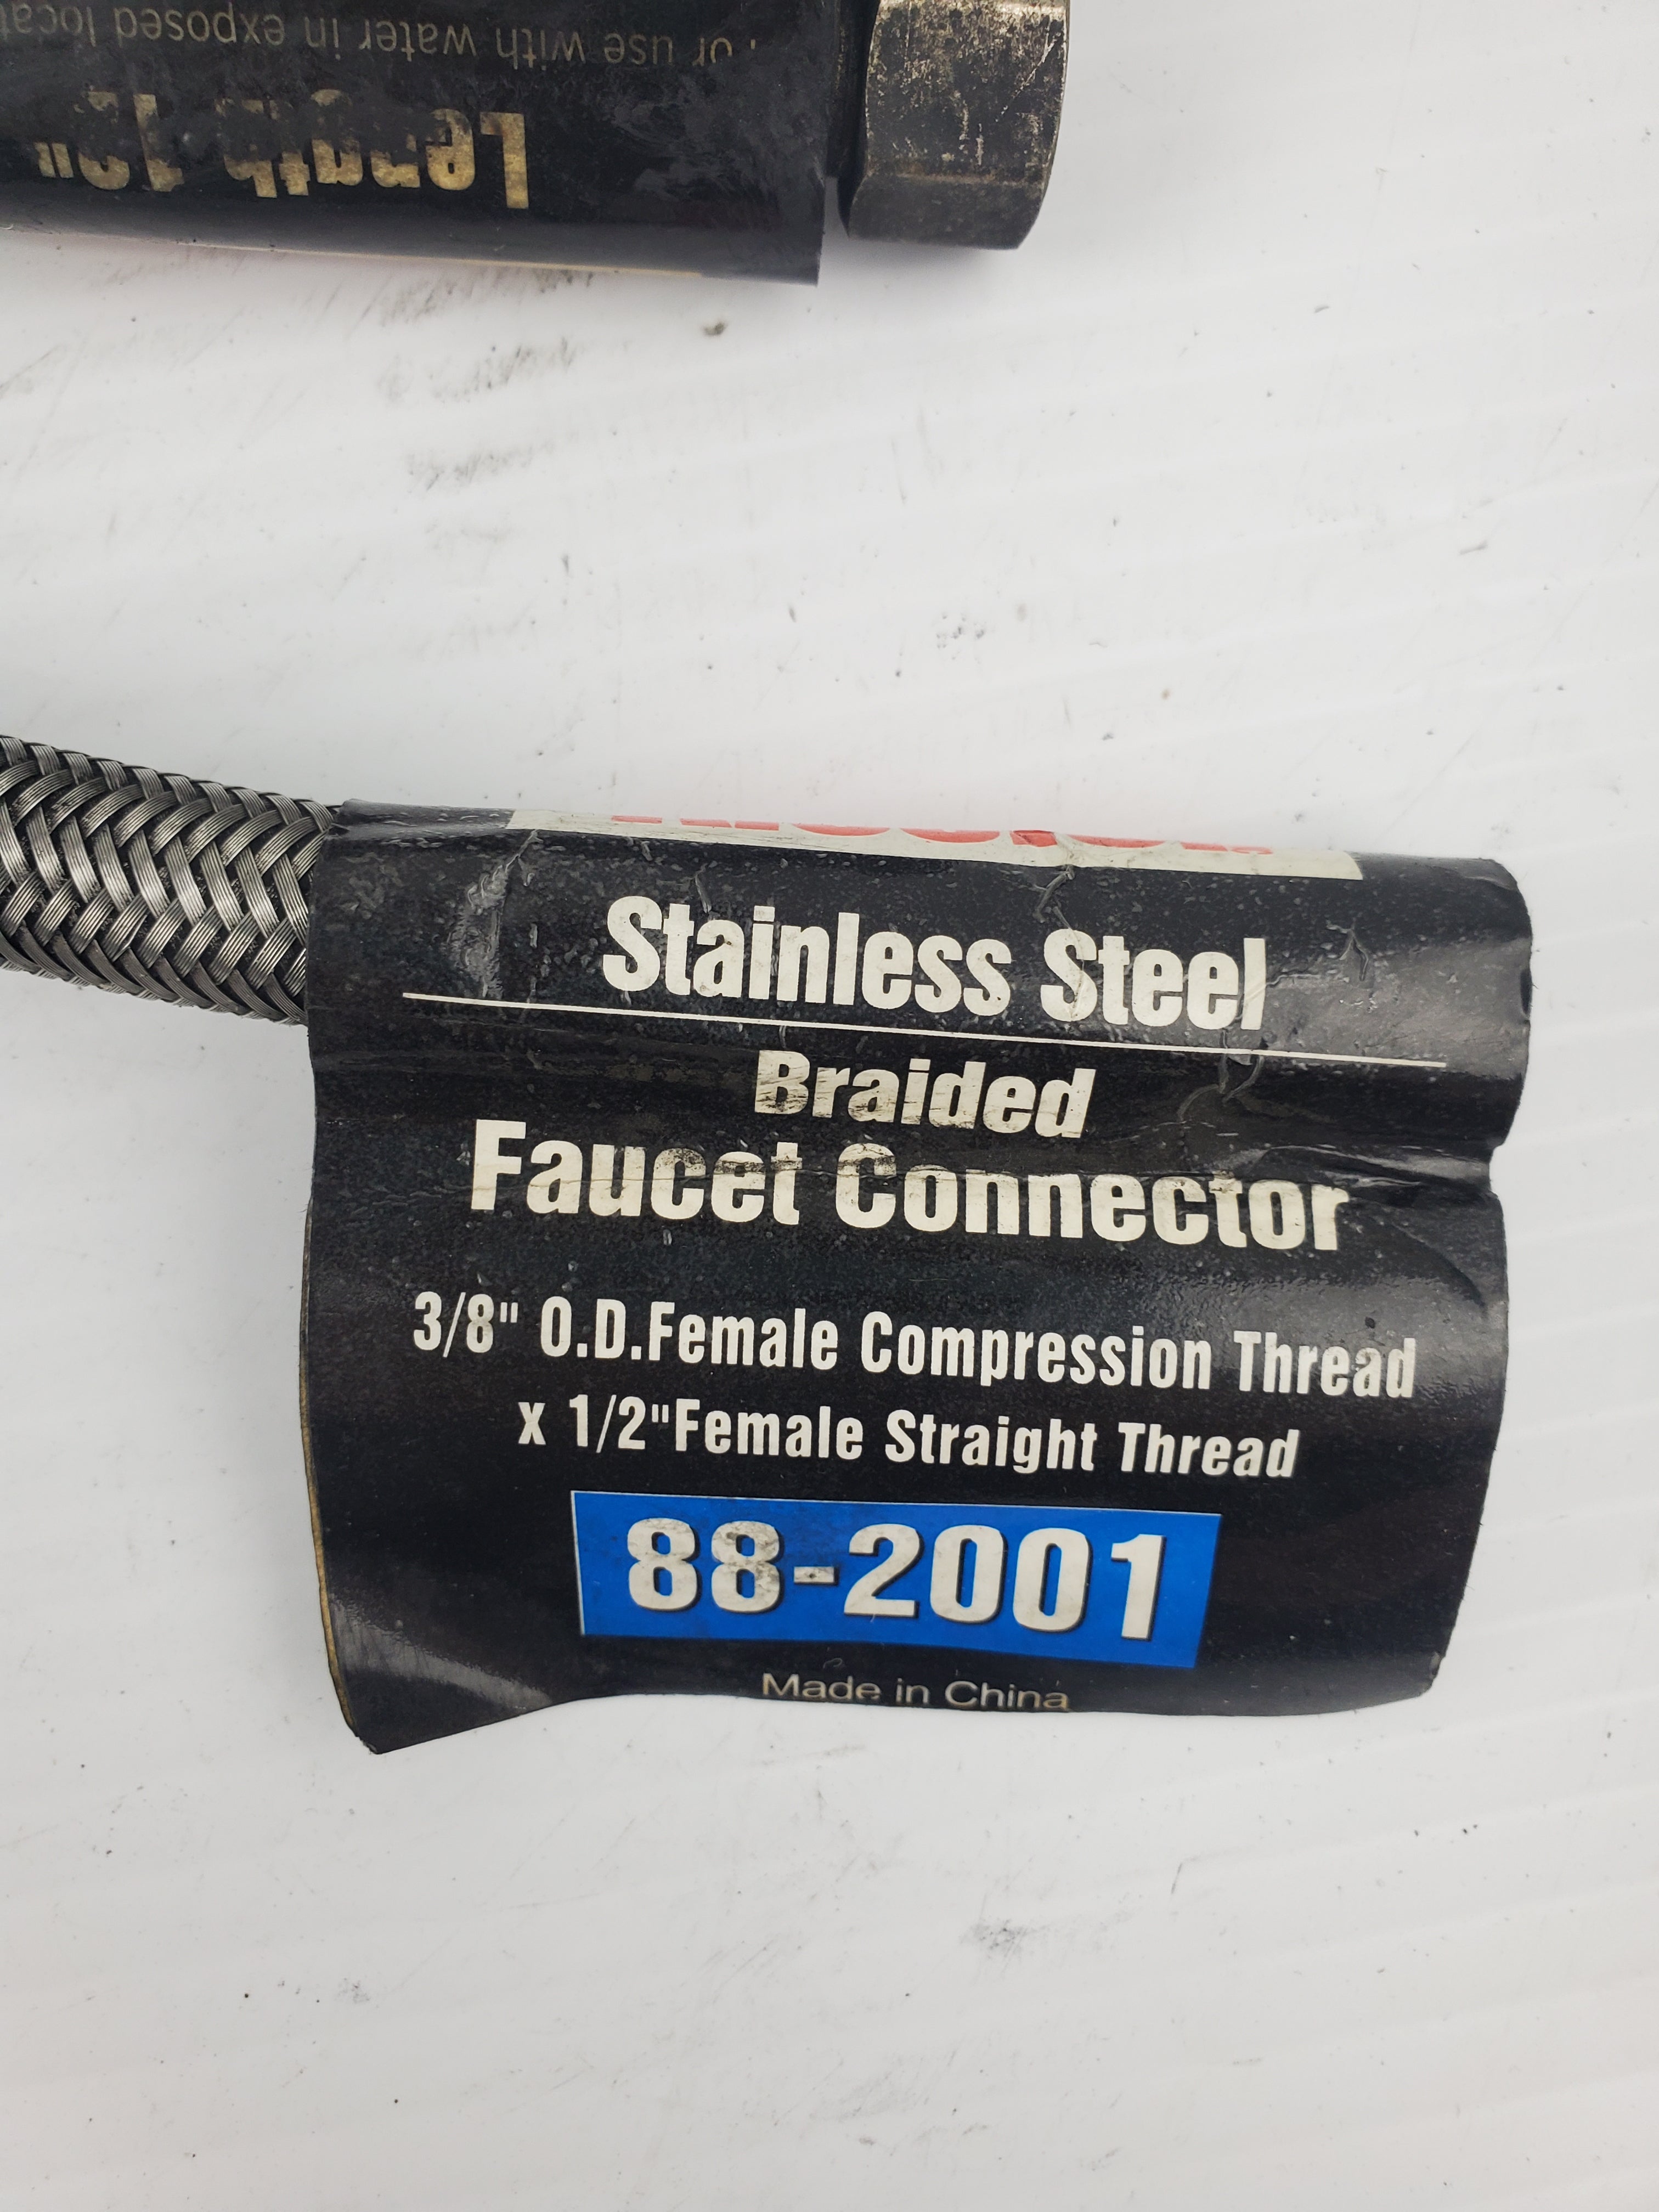 use with water in exposed
Length 12"
Stainless Steel
Braided
Faucet Connector
3/8" O.D.Female Compression Thread
x 1/2"Female Straight Thread
88-2001
Made in China